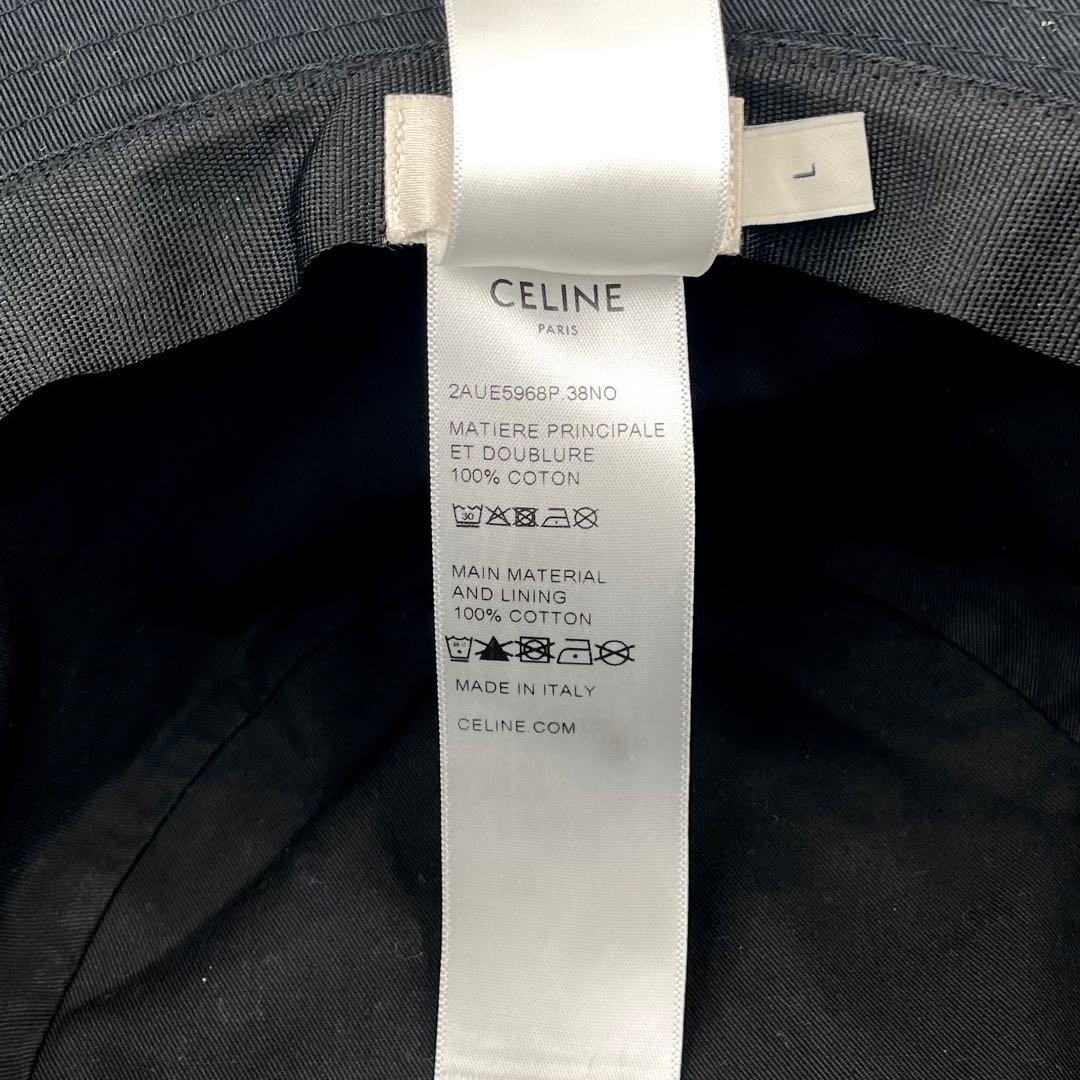 L
CELINE
PARIS
2AUE5968P.38NO
MATIERE PRINCIPALE
ET DOUBLURE
100% COTON
30
MAIN MATERIAL
AND LINING
100% COTTON
MADE IN ITALY
CELINE.COM